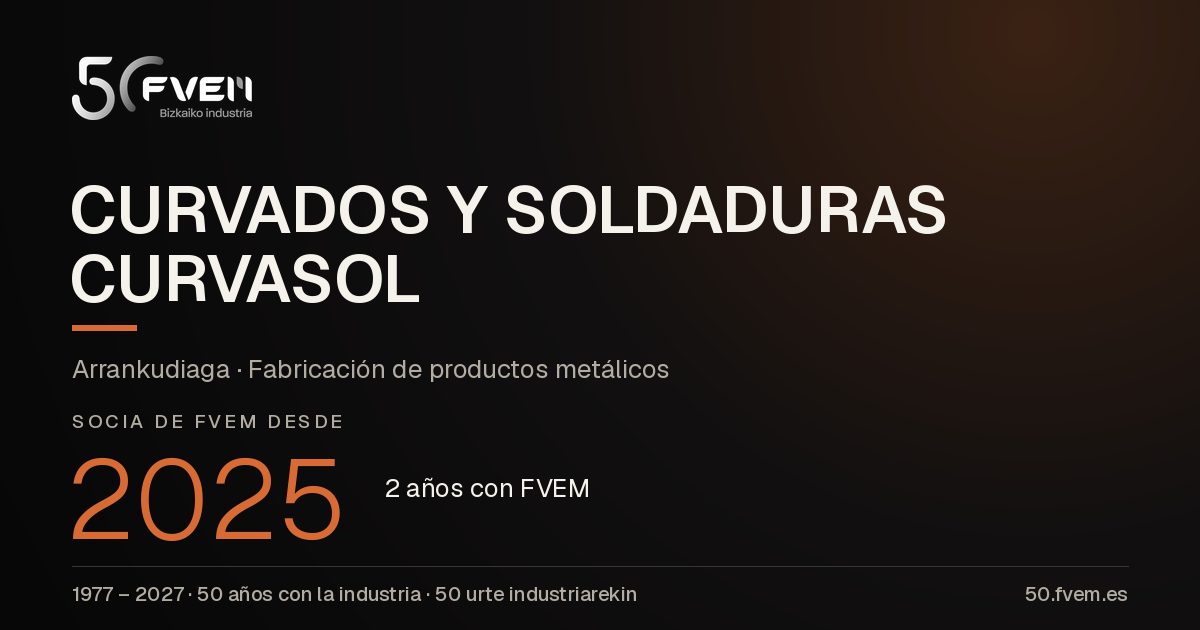 50 FVEM
Bizkaiko industria
CURVADOS Y SOLDADURAS
CURVASOL
Arrankudiaga · Fabricación de productos metálicos
SOCIA DE FVEM DESDE
2025
2 años con FVEM
1977 – 2027 · 50 años con la industria · 50 urte industriarekin
50.fvem.es